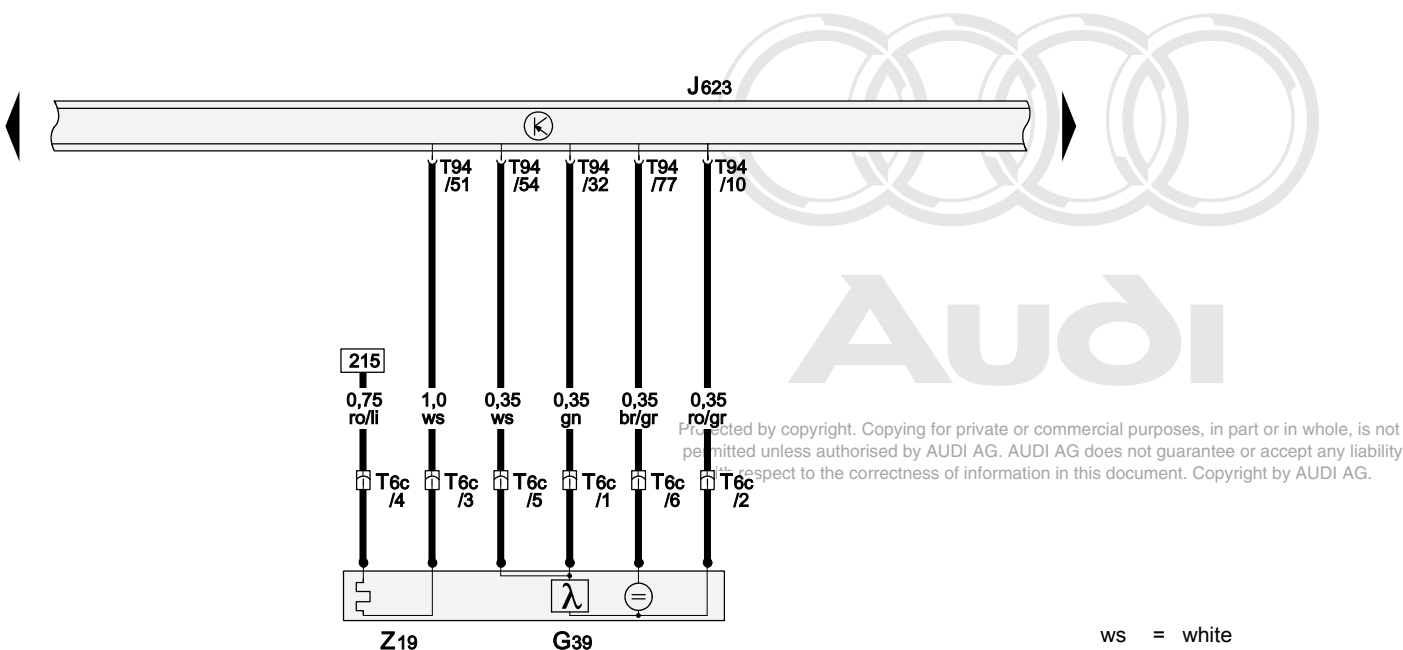 J623
T94 T94 T94 T94 T94
/51 /54 /32 /77 /10
Audi
215
0,75 1,0 0,35 0,35 0,35 0,35
ro/li ws ws gn br/gr ro/gr
Protected by copyright. Copying for private or commercial purposes, in part or in whole, is not
permitted unless authorised by AUDI AG. AUDI AG does not guarantee or accept any liability
with respect to the correctness of information in this document. Copyright by AUDI AG.
T6c T6c T6c T6c T6c T6c
/4 /3 /5 /1 /6 /2
λ =
Z19 G39
ws = white